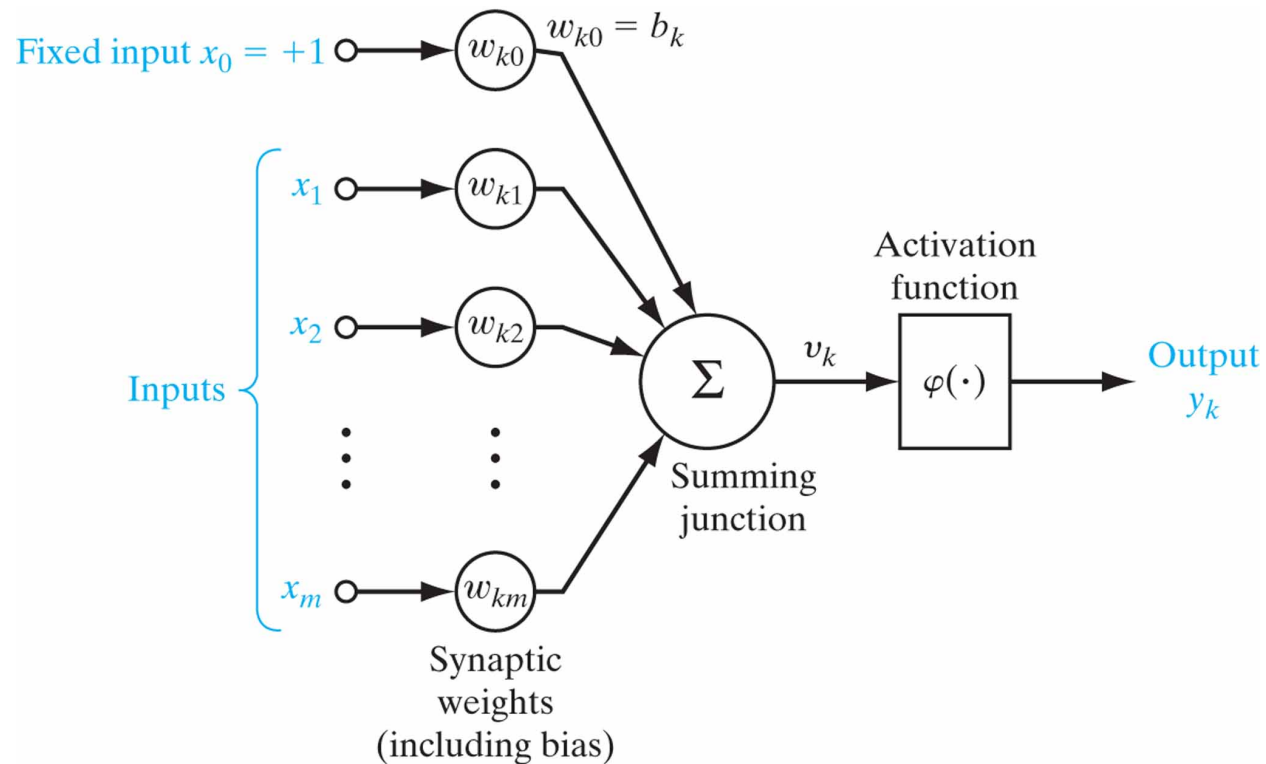 Fixed input x₀ = +1
wₖ₀
wₖ₀ = bₖ
x₁
wₖ₁
x₂
wₖ₂
Inputs
Σ
vₖ
Activation
function
φ(·)
Output
yₖ
Summing
junction
xₘ
wₖₘ
Synaptic
weights
(including bias)